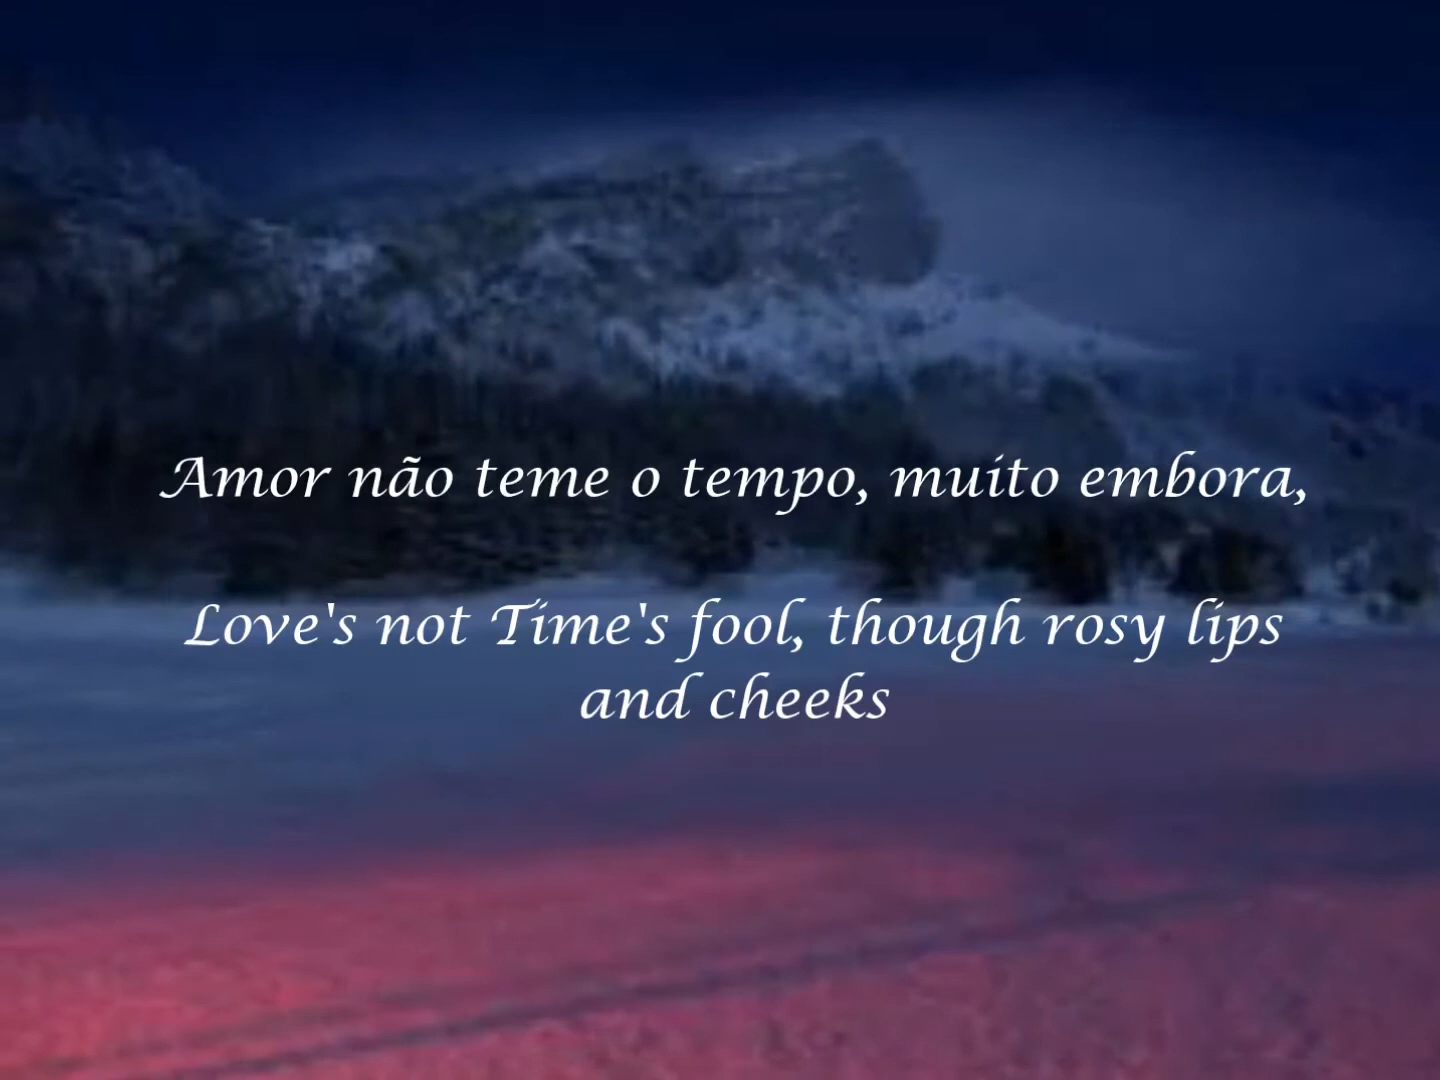 Amor não teme o tempo, muito embora,
Love's not Time's fool, though rosy lips
and cheeks